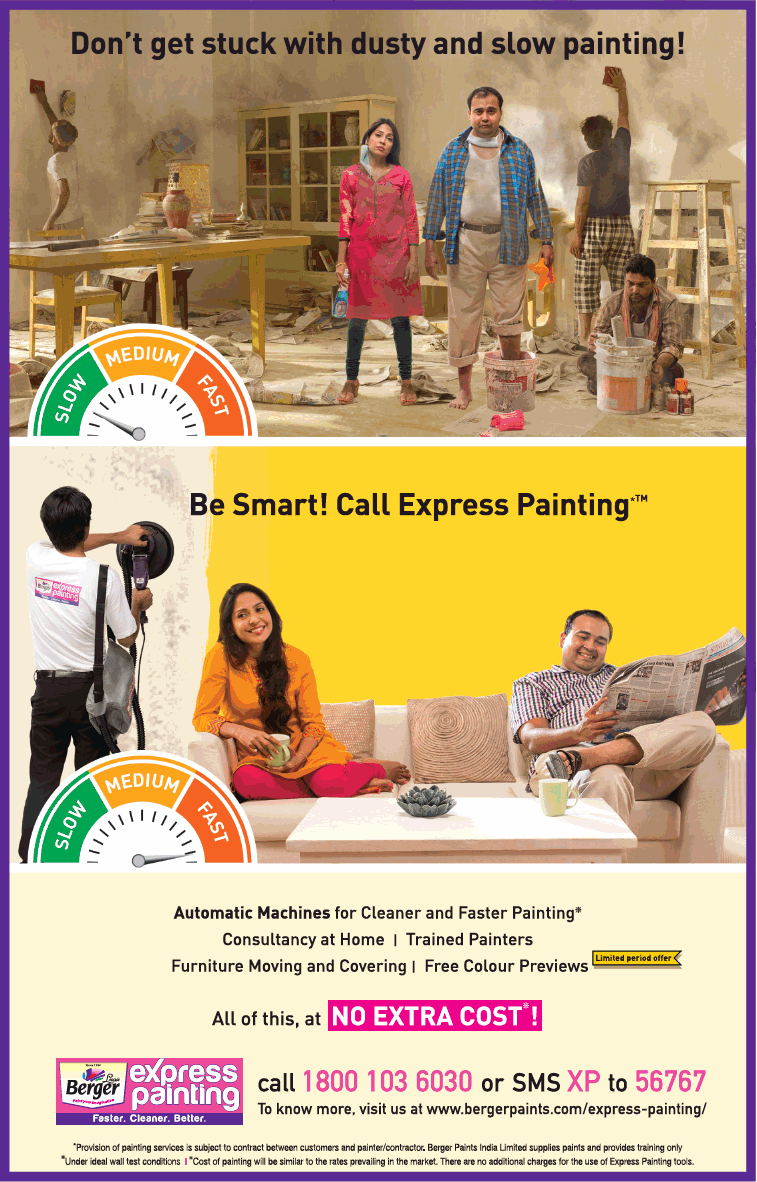 Don't get stuck with dusty and slow painting!
SLOW
MEDIUM
FAST
Be Smart! Call Express Painting*™
Berger express
painting
SLOW
MEDIUM
FAST
Automatic Machines for Cleaner and Faster Painting*
Consultancy at Home | Trained Painters
Furniture Moving and Covering | Free Colour Previews
Limited period offer
All of this, at NO EXTRA COST*!
Berger
express
painting
Faster. Cleaner. Better.
call 1800 103 6030 or SMS XP to 56767
To know more, visit us at www.bergerpaints.com/express-painting/
*Provision of painting services is subject to contract between customers and painter/contractor. Berger Paints India Limited supplies paints and provides training only
*Under ideal wall test conditions | *Cost of painting will be similar to the rates prevailing in the market. There are no additional charges for the use of Express Painting tools.